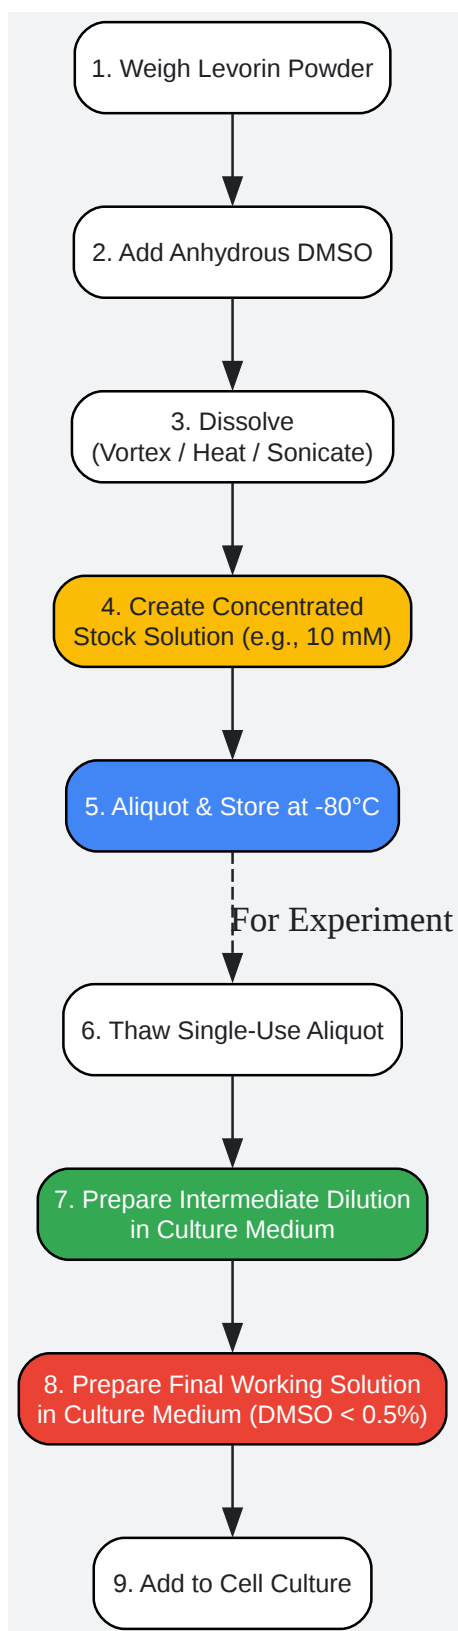 1. Weigh Levorin Powder
2. Add Anhydrous DMSO
3. Dissolve
(Vortex / Heat / Sonicate)
4. Create Concentrated
Stock Solution (e.g., 10 mM)
5. Aliquot & Store at -80°C
For Experiment
6. Thaw Single-Use Aliquot
7. Prepare Intermediate Dilution
in Culture Medium
8. Prepare Final Working Solution
in Culture Medium (DMSO < 0.5%)
9. Add to Cell Culture